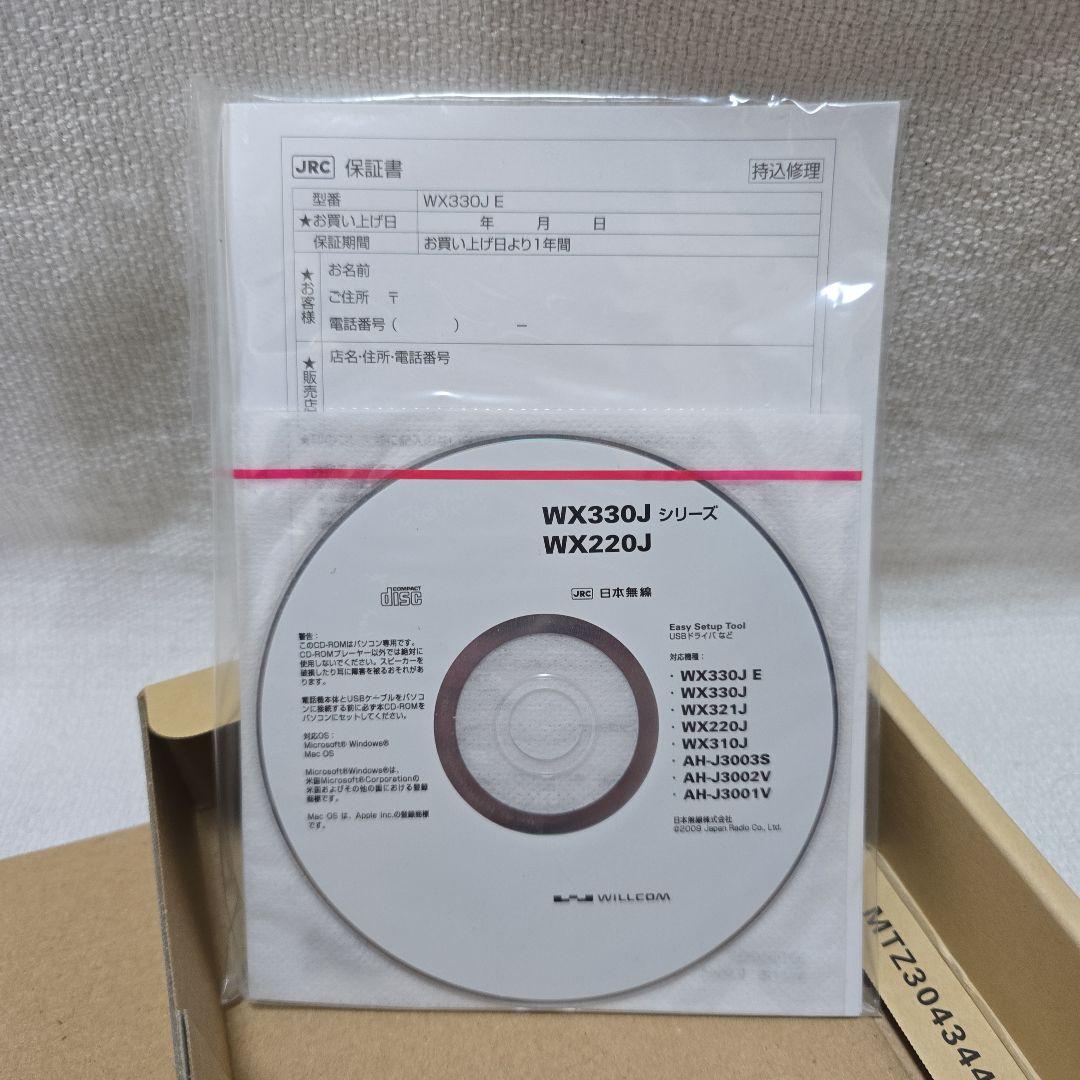 JRC 保証書 持込修理
型番 WX330J E
★お買い上げ日 年 月 日
保証期間 お買い上げ日より1年間
★お客様
お名前
ご住所 〒
電話番号 ( ) −
★販売店
店名・住所・電話番号
WX330J シリーズ
WX220J
COMPACT
disc
JRC 日本無線
警告：
このCD-ROMはパソコン専用です。
CD-ROMプレーヤー以外では絶対に
使用しないでください。スピーカーを
破損したり耳に障害を被るおそれがあ
ります。
電話機本体とUSBケーブルをパソコ
ンに接続する前に必ず本CD-ROMを
パソコンにセットしてください。
対応OS：
Microsoft® Windows®
Mac OS
Microsoft®Windows®は、
米国Microsoft®Corporationの
米国およびその他の国における登録
商標です。
Mac OS は、Apple Inc.の登録商標
です。
Easy Setup Tool
USBドライバ など
対応機種：
・WX330J E
・WX330J
・WX321J
・WX220J
・WX310J
・AH-J3003S
・AH-J3002V
・AH-J3001V
日本無線株式会社
©2009 Japan Radio Co., Ltd.
WILLCOM
MTZ304344